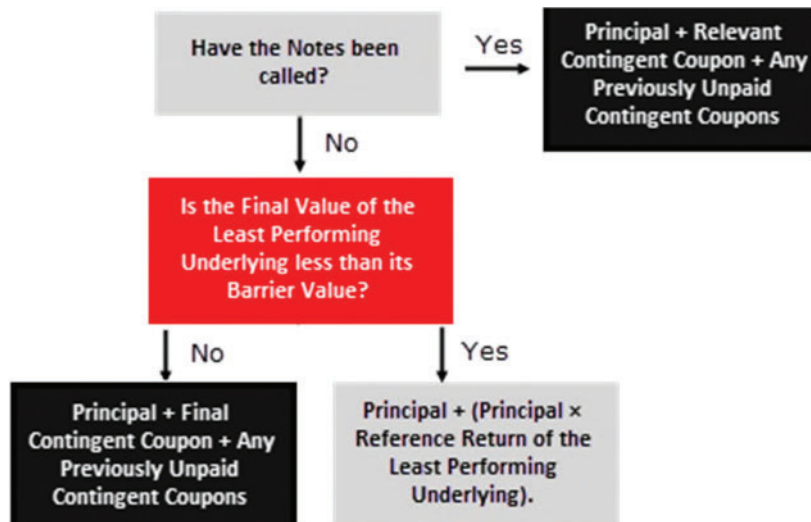 Have the Notes been
called?
Yes
Principal + Relevant
Contingent Coupon + Any
Previously Unpaid
Contingent Coupons
No
Is the Final Value of the
Least Performing
Underlying less than its
Barrier Value?
No
Yes
Principal + Final
Contingent Coupon + Any
Previously Unpaid
Contingent Coupons
Principal + (Principal ×
Reference Return of the
Least Performing
Underlying).